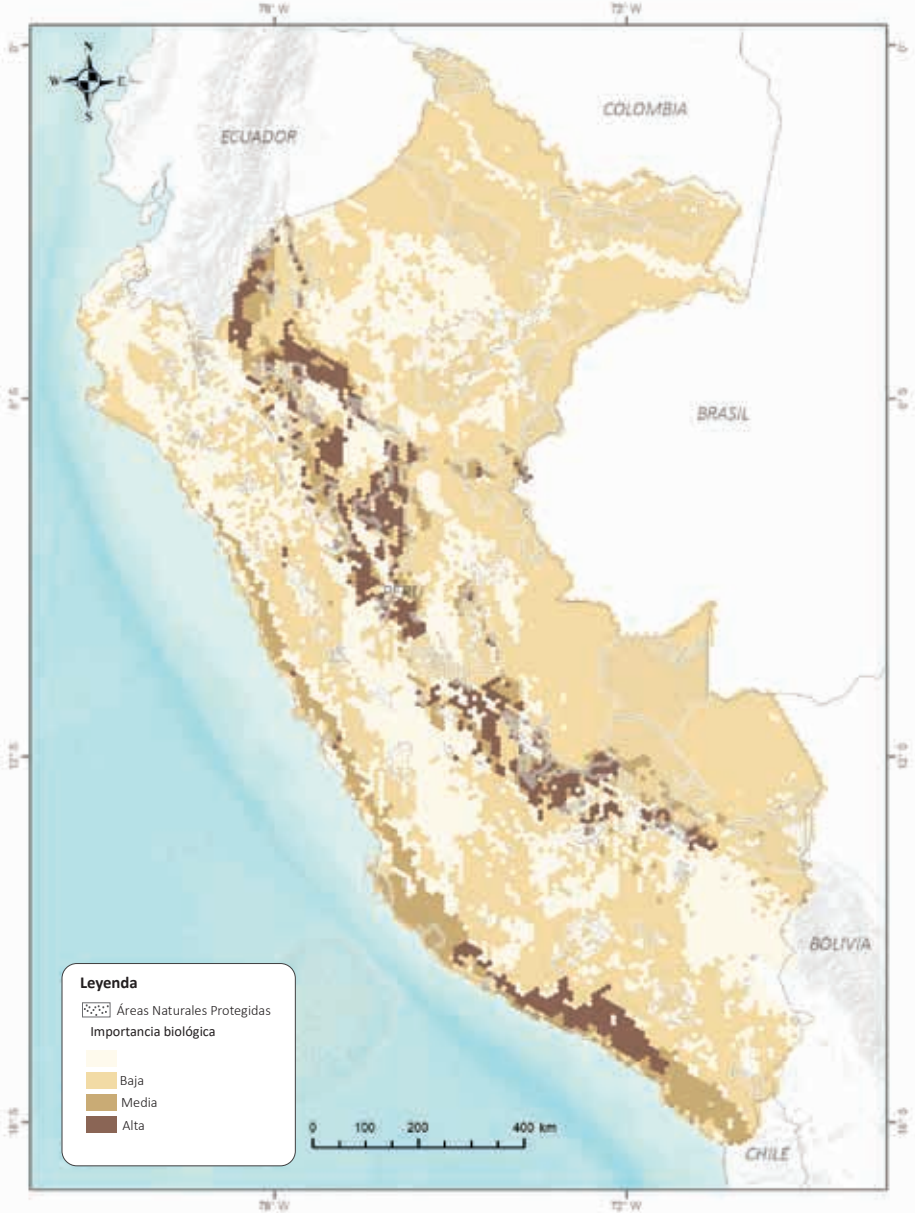 78° W
N
W E
S
COLOMBIA
ECUADOR
BRASIL
PERÚ
BOLIVIA
Leyenda
Áreas Naturales Protegidas
Importancia biológica
Baja
Media
Alta
0 100 200 400 km
CHILE
78° W